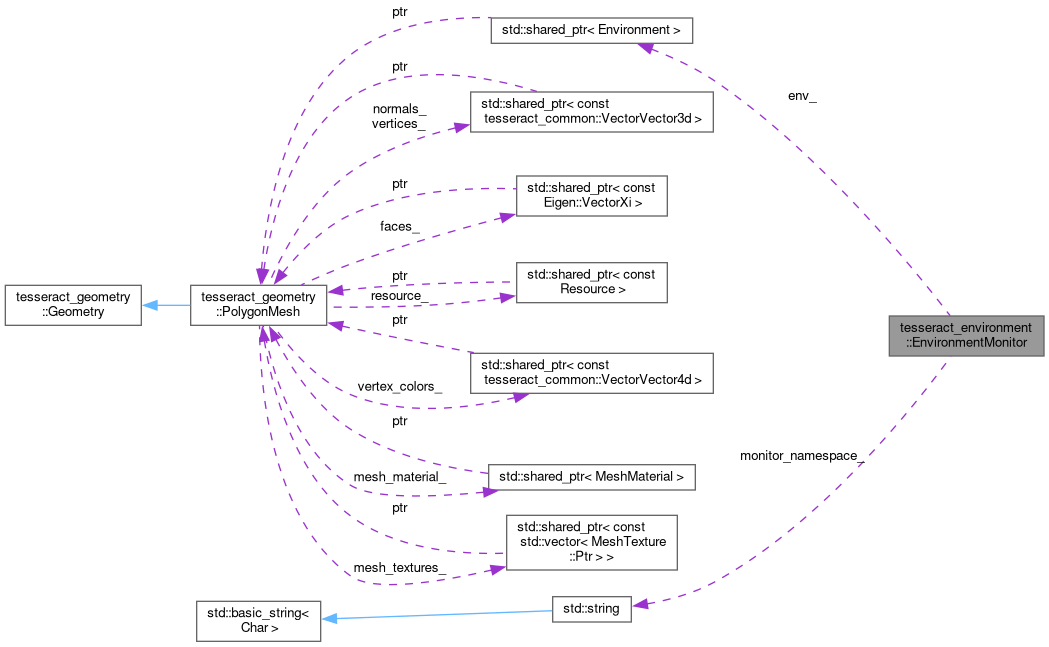 ptr
std::shared_ptr< Environment >
ptr
env_
std::shared_ptr< const
tesseract_common::VectorVector3d >
normals_
vertices_
ptr
std::shared_ptr< const
Eigen::VectorXi >
faces_
ptr
std::shared_ptr< const
Resource >
resource_
tesseract_geometry
::Geometry
tesseract_geometry
::PolygonMesh
ptr
tesseract_environment
::EnvironmentMonitor
std::shared_ptr< const
tesseract_common::VectorVector4d >
vertex_colors_
ptr
monitor_namespace_
mesh_material_
std::shared_ptr< MeshMaterial >
ptr
std::shared_ptr< const
std::vector< MeshTexture
::Ptr > >
mesh_textures_
std::basic_string<
Char >
std::string